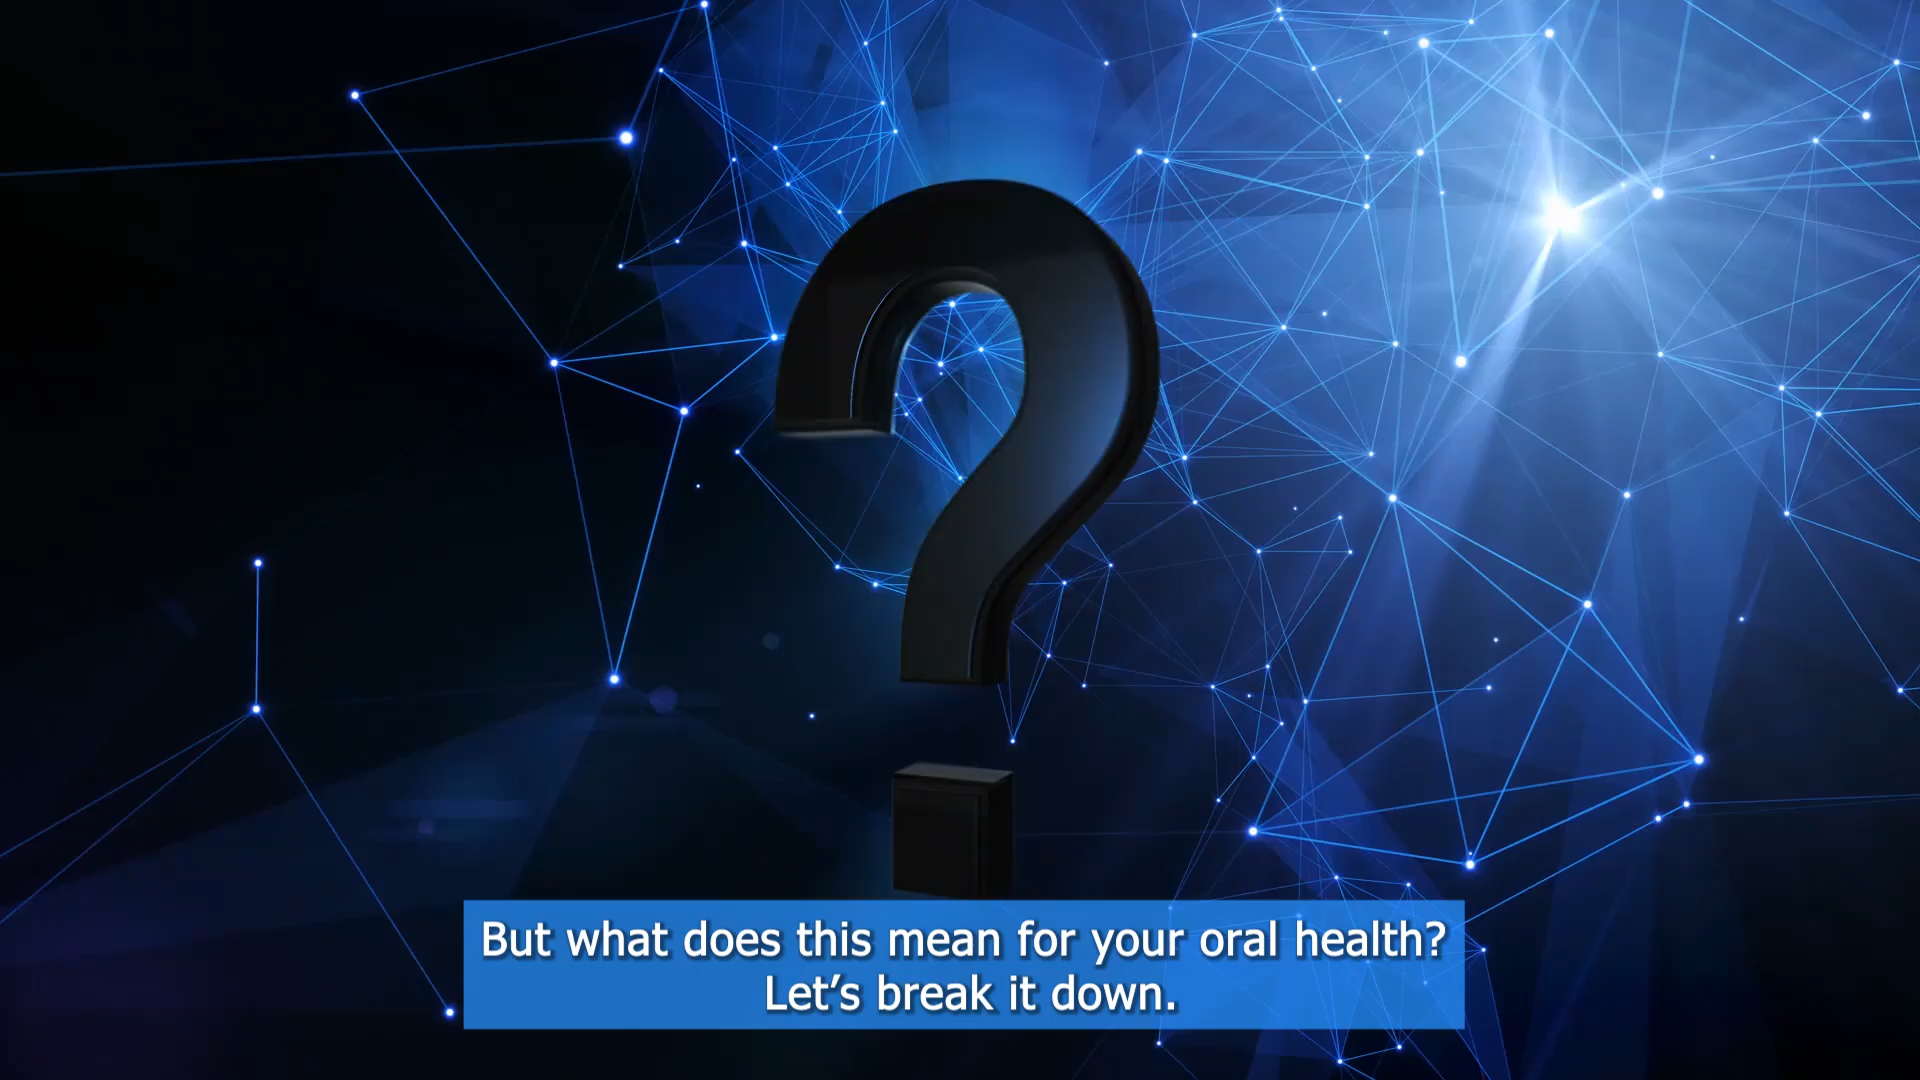 But what does this mean for your oral health?
Let’s break it down.